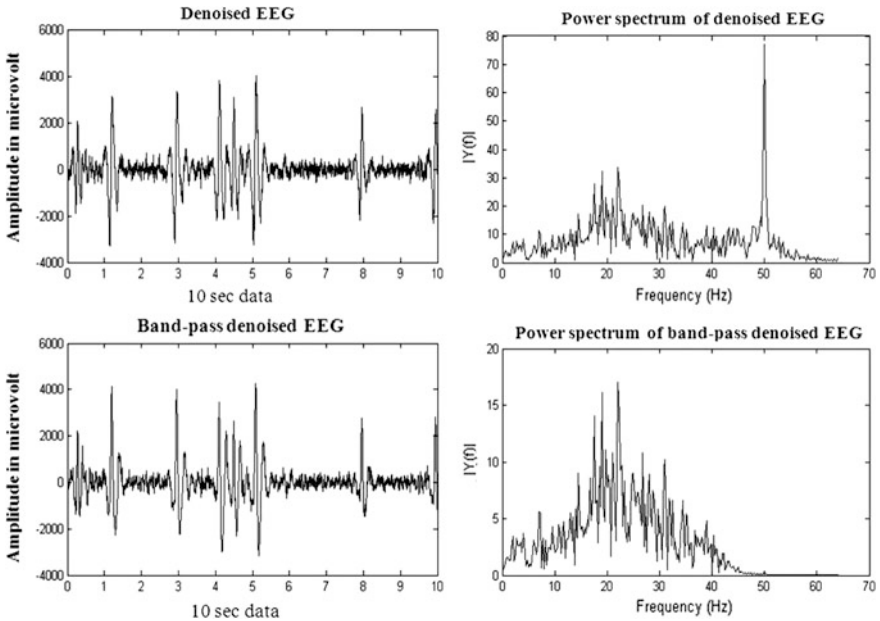 Denoised EEG
Amplitude in microvolt
6000
4000
2000
0
-2000
-4000
0 1 2 3 4 5 6 7 8 9 10
10 sec data
Power spectrum of denoised EEG
|Y(f)|
80
70
60
50
40
30
20
10
0
0 10 20 30 40 50 60 70
Frequency (Hz)
Band-pass denoised EEG
Amplitude in microvolt
6000
4000
2000
0
-2000
-4000
0 1 2 3 4 5 6 7 8 9 10
10 sec data
Power spectrum of band-pass denoised EEG
|Y(f)|
20
15
10
5
0
0 10 20 30 40 50 60 70
Frequency (Hz)